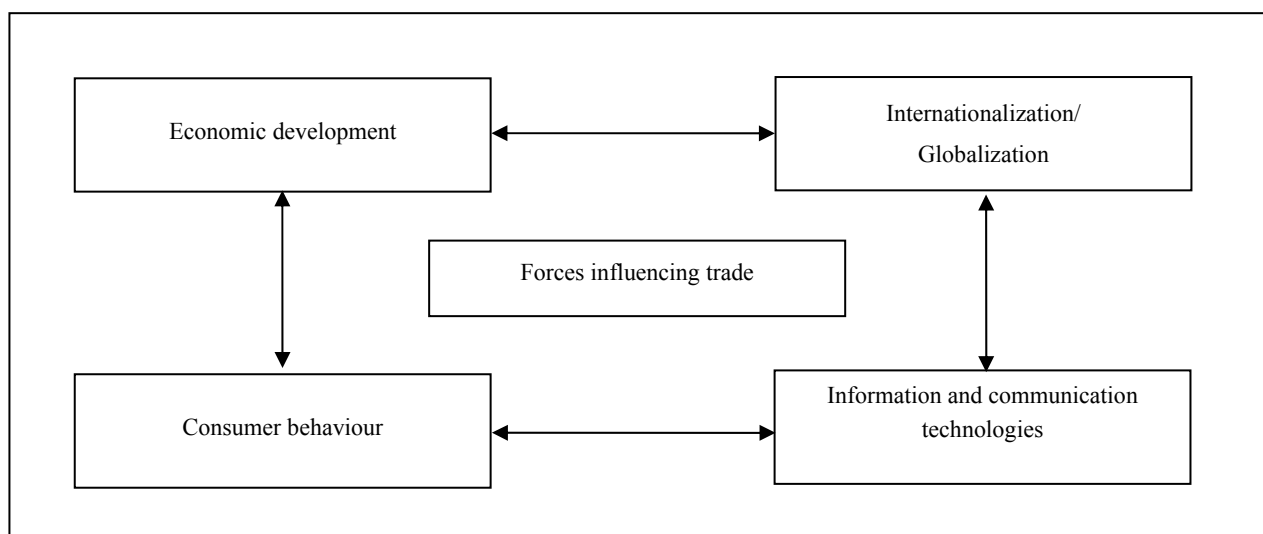 Economic development
Internationalization/
Globalization
Forces influencing trade
Consumer behaviour
Information and communication
technologies